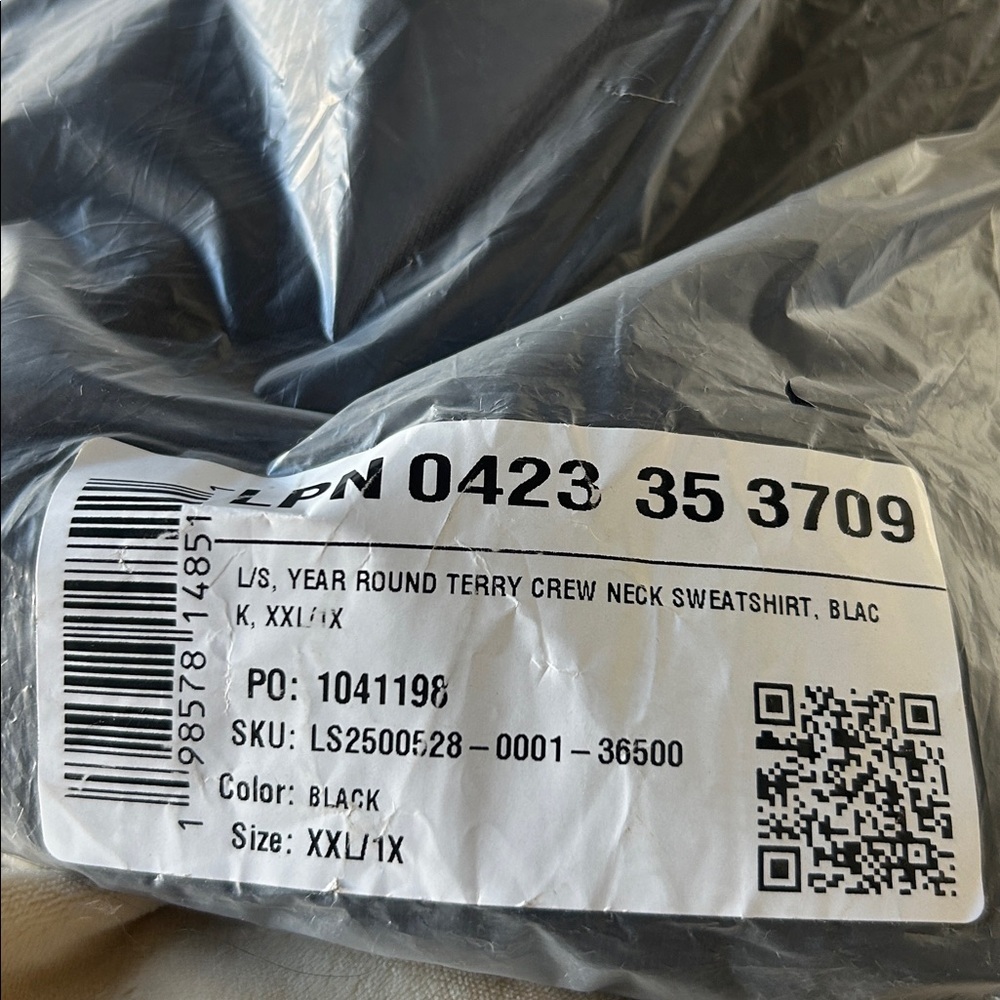 LPN 0423 35 3709
L/S, YEAR ROUND TERRY CREW NECK SWEATSHIRT, BLAC
K, XXL/1X
PO: 1041198
SKU: LS2500528-0001-36500
Color: BLACK
Size: XXL/1X
1 98578 14851 1